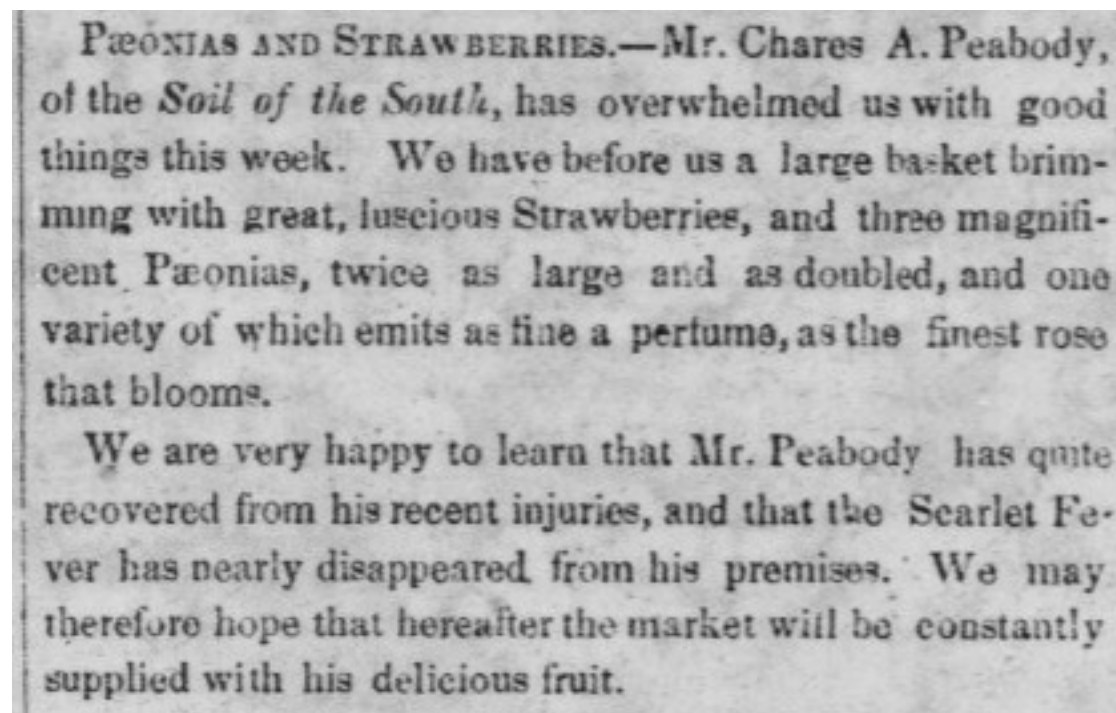 PÆONIAS AND STRAWBERRIES.—Mr. Chares A. Peabody,
of the Soil of the South, has overwhelmed us with good
things this week. We have before us a large basket brim-
ming with great, luscious Strawberries, and three magnifi-
cent Pæonias, twice as large and as doubled, and one
variety of which emits as fine a perfume, as the finest rose
that blooms.
We are very happy to learn that Mr. Peabody has quite
recovered from his recent injuries, and that the Scarlet Fe-
ver has nearly disappeared from his premises. We may
therefore hope that hereafter the market will be constantly
supplied with his delicious fruit.